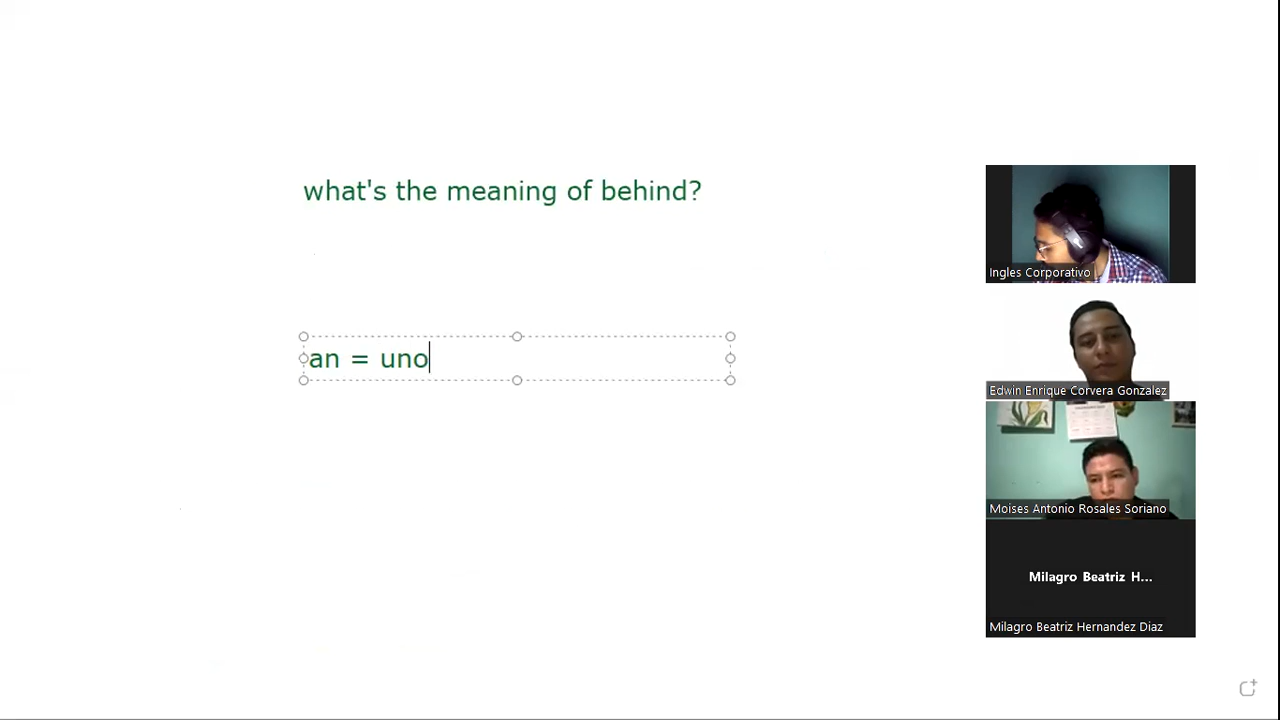 what's the meaning of behind?
an = uno
Ingles Corporativo
Edwin Enrique Corvera Gonzalez
Moises Antonio Rosales Soriano
Milagro Beatriz H...
Milagro Beatriz Hernandez Diaz